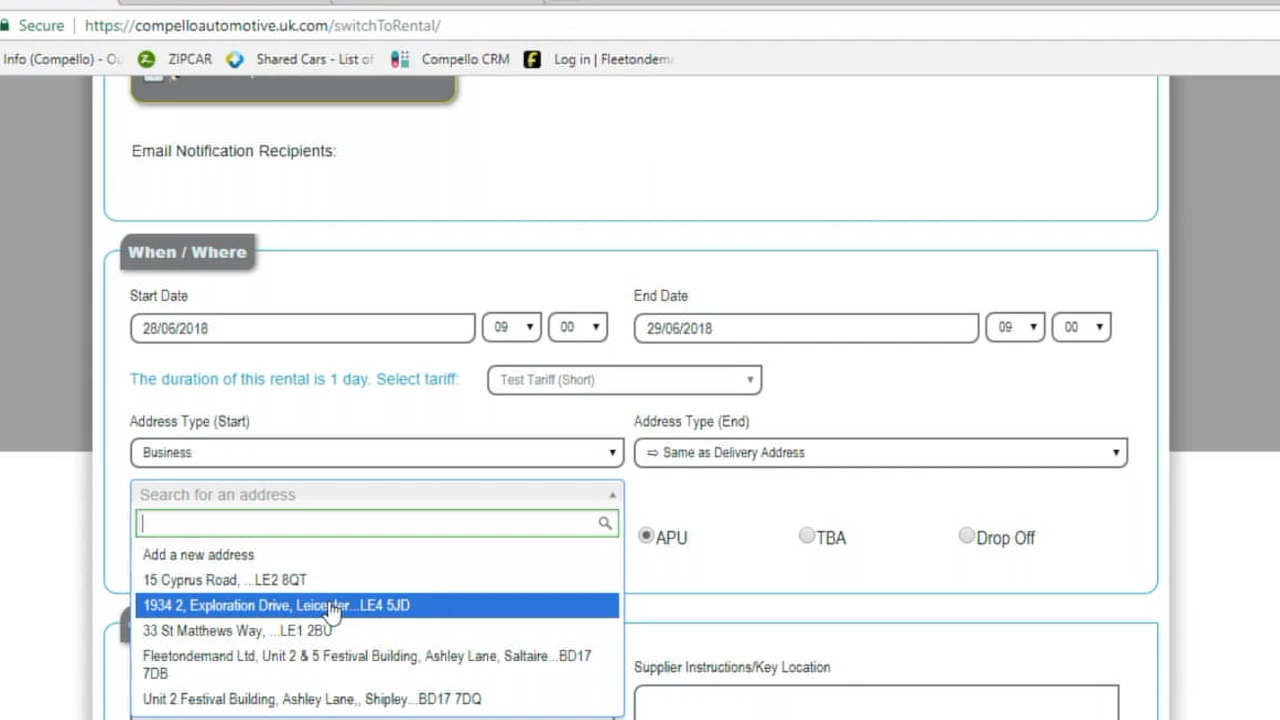 Secure https://compelloautomotive.uk.com/switchToRental/
Info (Compello) - Ou ZIPCAR Shared Cars - List of Compello CRM Log in | Fleetondema
Email Notification Recipients:
When / Where
Start Date End Date
28/06/2018 09 00 29/06/2018 09 00
The duration of this rental is 1 day. Select tariff: Test Tariff (Short)
Address Type (Start) Address Type (End)
Business ⇨ Same as Delivery Address
Search for an address
APU TBA Drop Off
Add a new address
15 Cyprus Road, ...LE2 8QT
1934 2, Exploration Drive, Leicester...LE4 5JD
33 St Matthews Way, ...LE1 2BU
Fleetondemand Ltd, Unit 2 & 5 Festival Building, Ashley Lane, Saltaire...BD17
7DB
Supplier Instructions/Key Location
Unit 2 Festival Building, Ashley Lane,, Shipley...BD17 7DQ